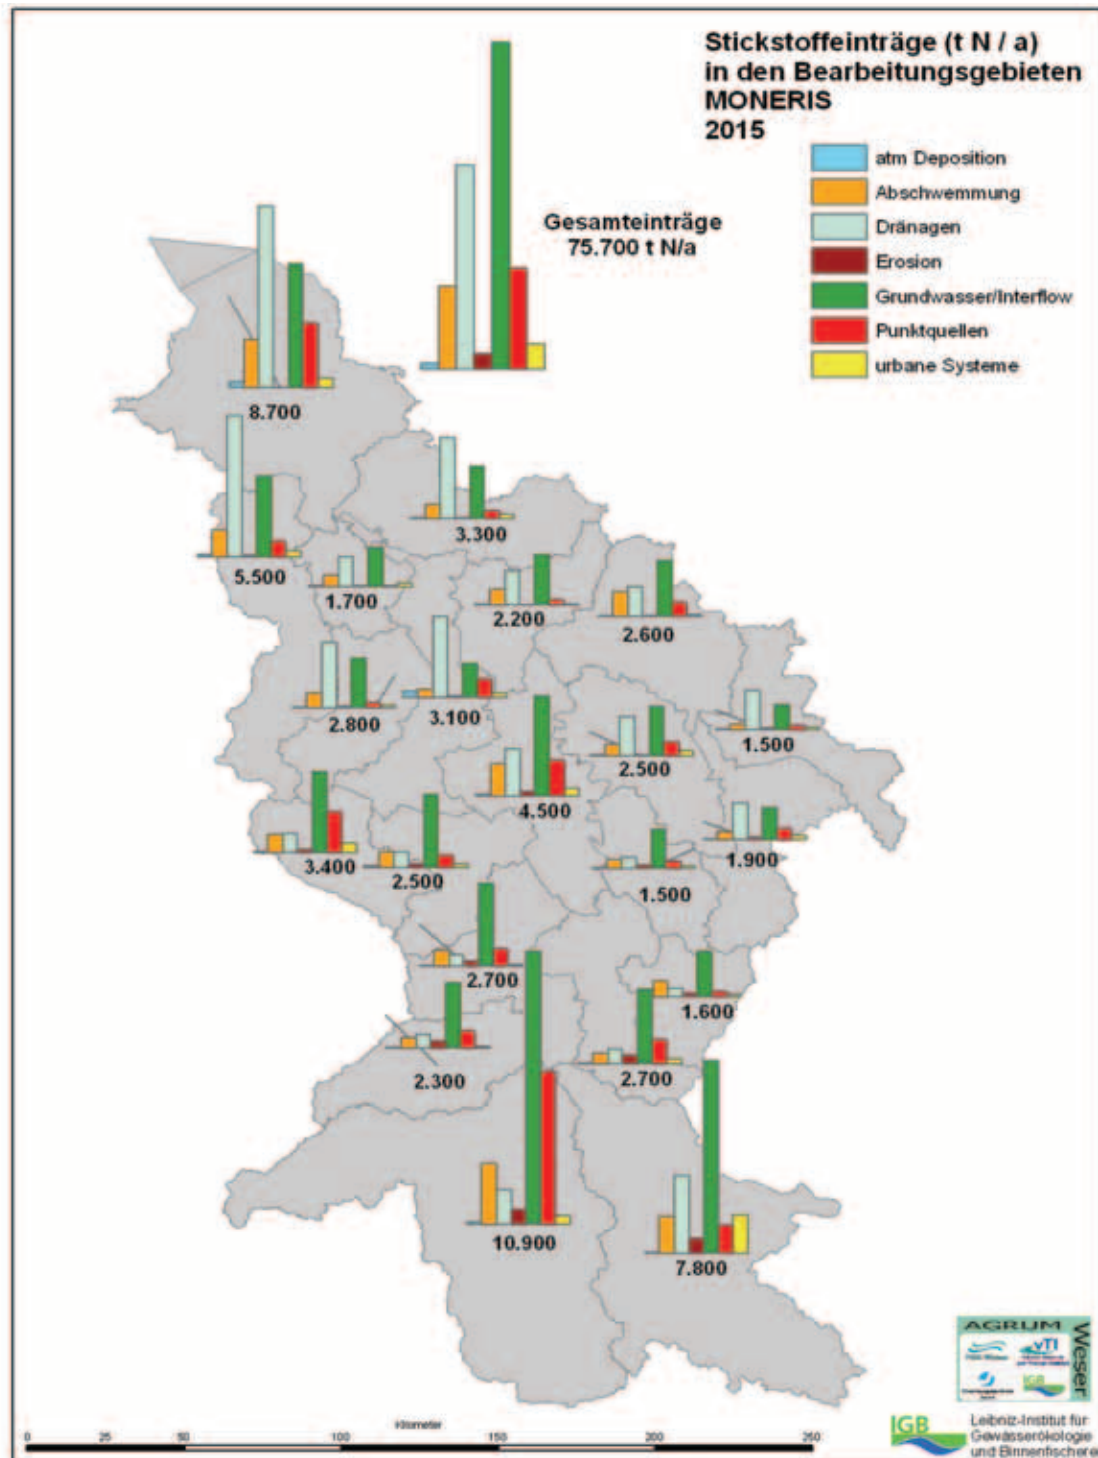 Stickstoffeinträge (t N / a)
in den Bearbeitungsgebieten
MONERIS
2015
atm Deposition
Abschwemmung
Dränagen
Erosion
Grundwasser/Interflow
Punktquellen
urbane Systeme
Gesamteinträge
75.700 t N/a
8.700
3.300
5.500
1.700
2.200
2.600
2.800
3.100
1.500
2.500
4.500
3.400
2.500
1.500
1.900
2.700
1.600
2.300
2.700
10.900
7.800
AGRUM
Weser
vTI
IGB
Kilometer
0 25 50 100 150 200 250
IGB
Leibniz-Institut für
Gewässerökologie
und Binnenfischerei